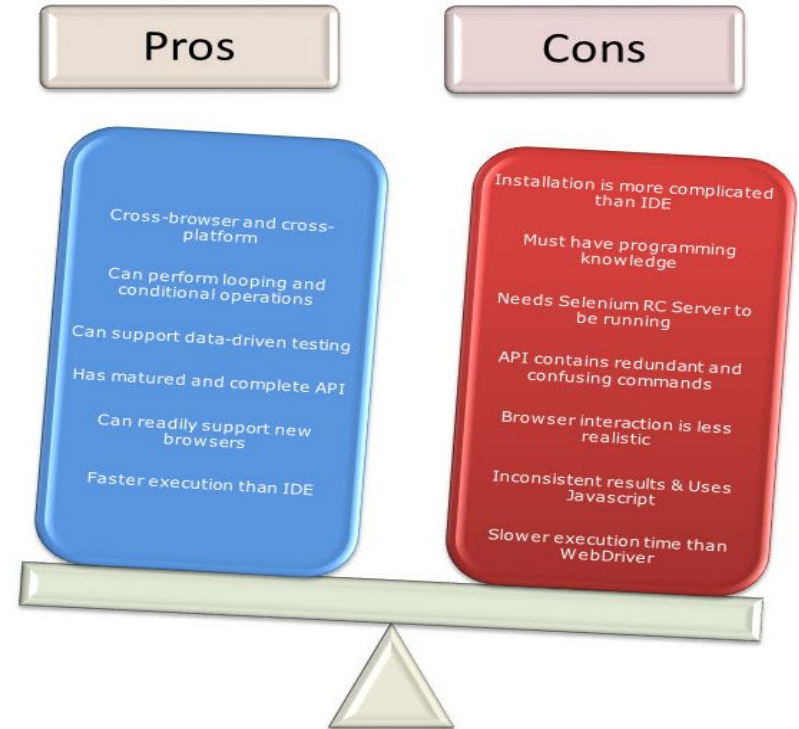 Pros
Cons
Cross-browser and cross-
platform
Can perform looping and
conditional operations
Can support data-driven testing
Has matured and complete API
Can readily support new
browsers
Faster execution than IDE
Installation is more complicated
than IDE
Must have programming
knowledge
Needs Selenium RC Server to
be running
API contains redundant and
confusing commands
Browser interaction is less
realistic
Inconsistent results & Uses
Javascript
Slower execution time than
WebDriver